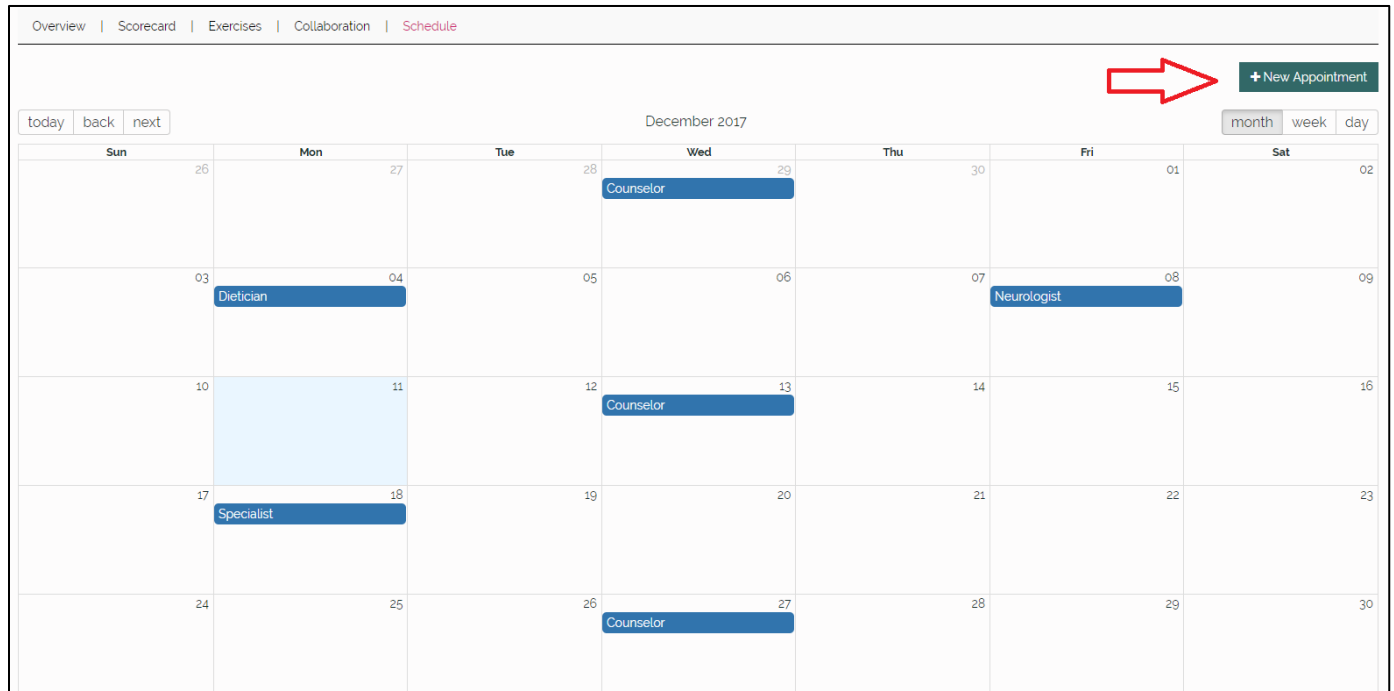 Overview | Scorecard | Exercises | Collaboration | Schedule
+ New Appointment
today back next December 2017 month week day
Sun Mon Tue Wed Thu Fri Sat
26 27 28 29 30 01 02
Counselor
03 04 05 06 07 08 09
Dietician Neurologist
10 11 12 13 14 15 16
Counselor
17 18 19 20 21 22 23
Specialist
24 25 26 27 28 29 30
Counselor